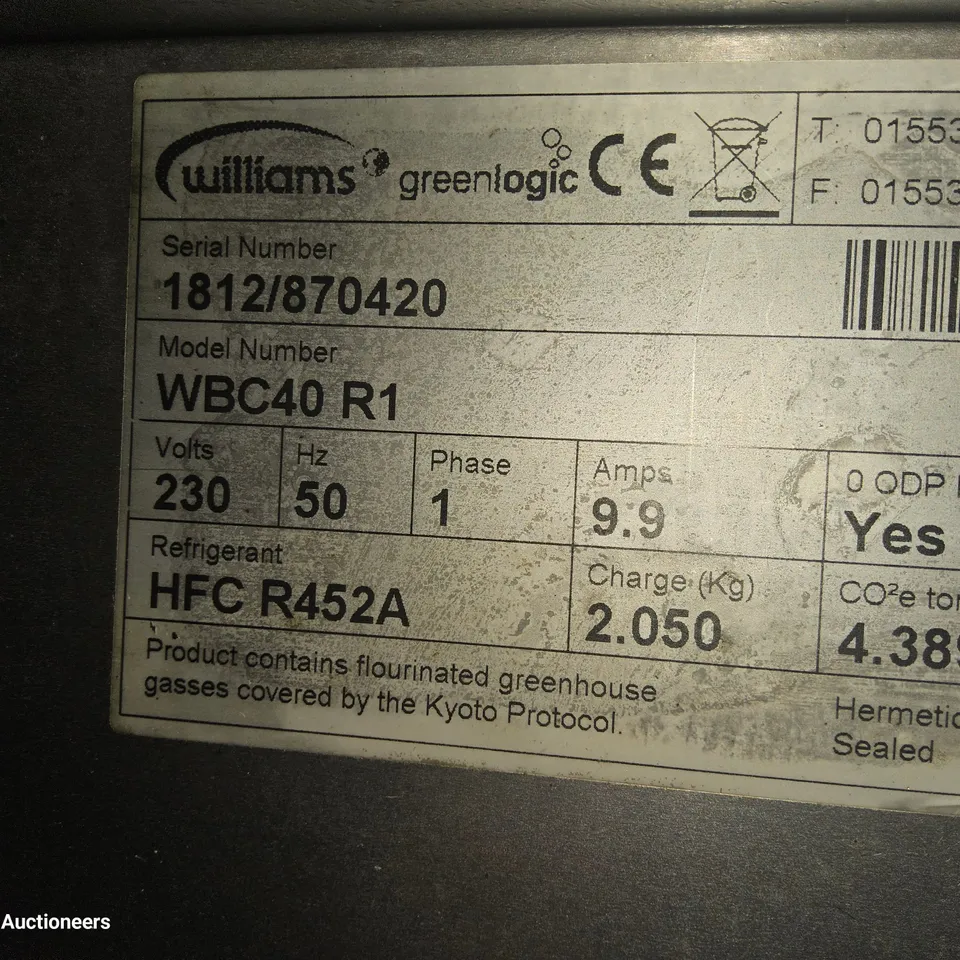 williams greenlogic CE
T: 01553
F: 01553
Serial Number
1812/870420
Model Number
WBC40 R1
Volts Hz Phase Amps 0 ODP
230 50 1 9.9 Yes
Refrigerant Charge (Kg) CO²e
HFC R452A 2.050 4.389
Product contains flourinated greenhouse
gasses covered by the Kyoto Protocol.
Hermetic
Sealed
Auctioneers